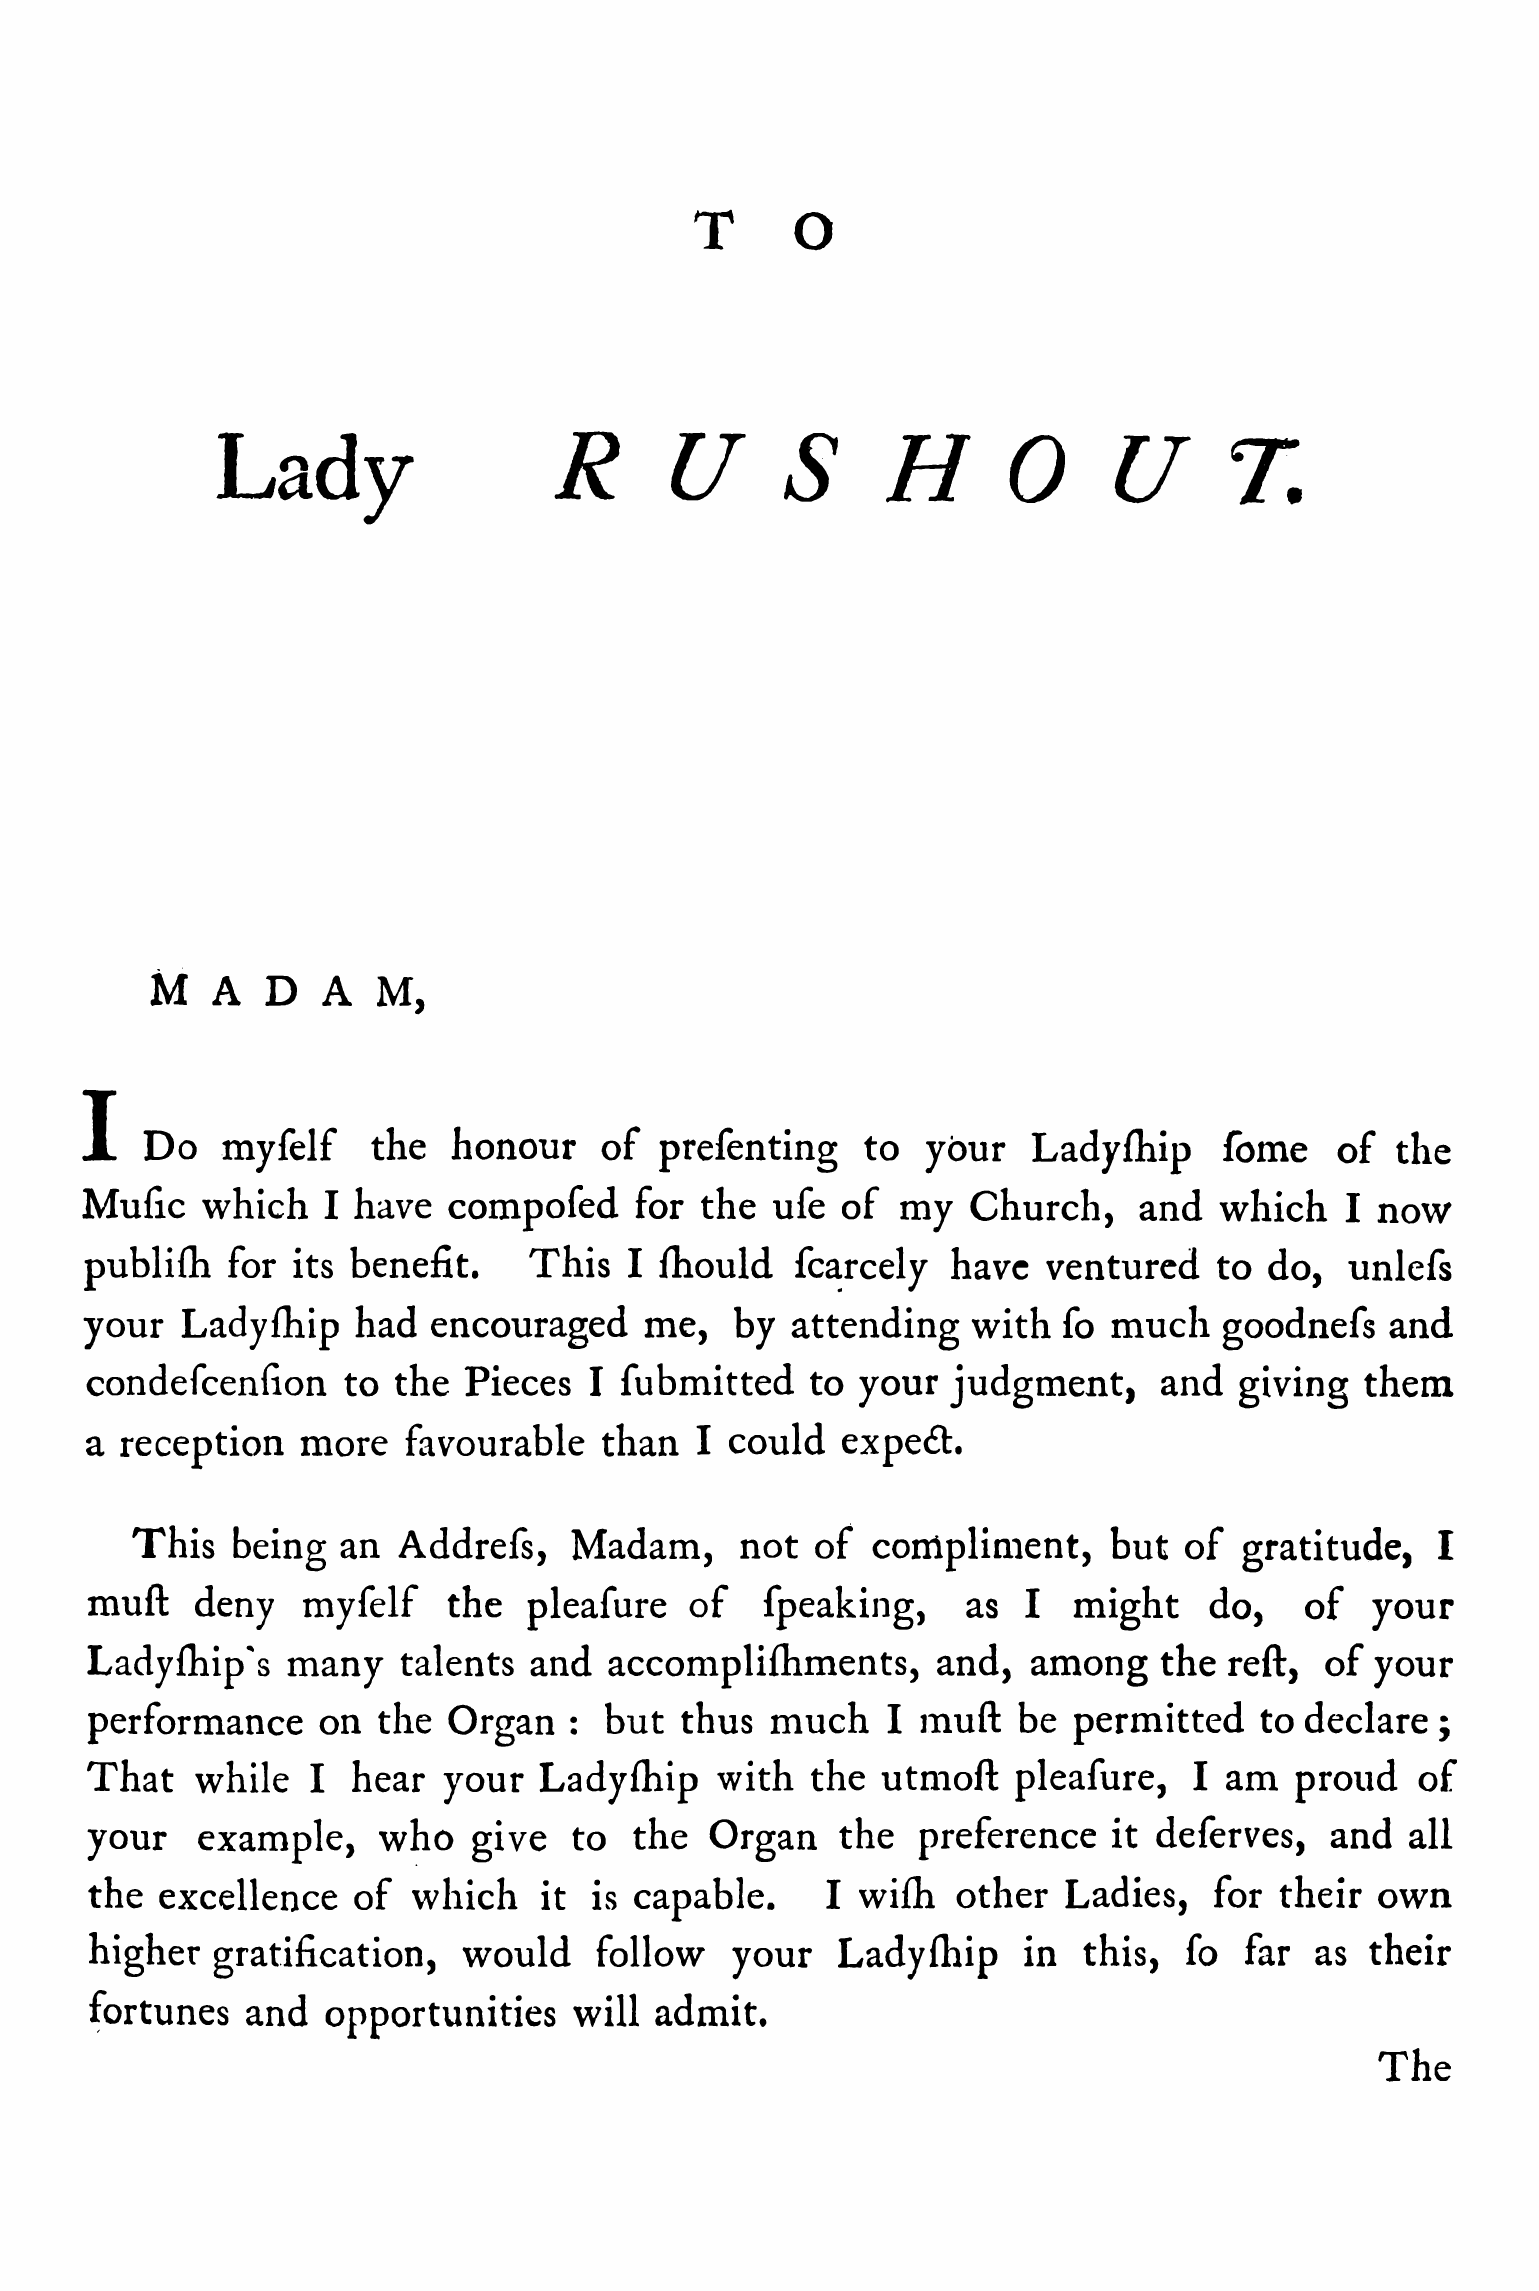 TO
Lady RUSHOUT.
MADAM,
I Do myſelf the honour of preſenting to your Ladyſhip ſome of the
Muſic which I have compoſed for the uſe of my Church, and which I now
publiſh for its benefit. This I ſhould ſcarcely have ventured to do, unleſs
your Ladyſhip had encouraged me, by attending with ſo much goodneſs and
condeſcenſion to the Pieces I ſubmitted to your judgment, and giving them
a reception more favourable than I could expect.
This being an Addreſs, Madam, not of compliment, but of gratitude, I
muſt deny myſelf the pleaſure of ſpeaking, as I might do, of your
Ladyſhip's many talents and accompliſhments, and, among the reſt, of your
performance on the Organ : but thus much I muſt be permitted to declare ;
That while I hear your Ladyſhip with the utmoſt pleaſure, I am proud of
your example, who give to the Organ the preference it deſerves, and all
the excellence of which it is capable. I wiſh other Ladies, for their own
higher gratification, would follow your Ladyſhip in this, ſo far as their
fortunes and opportunities will admit.
The